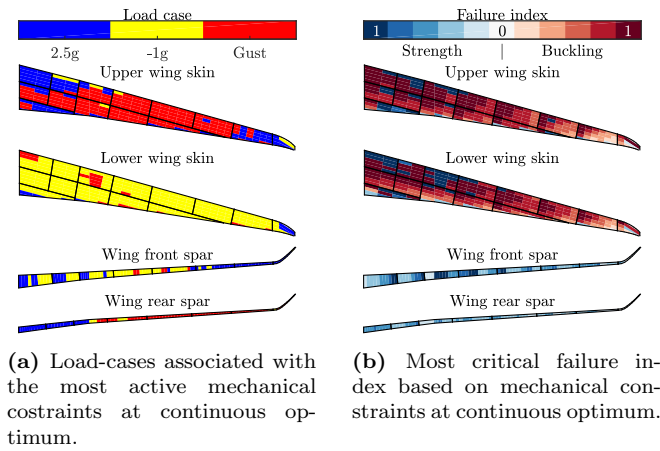 Load case
2.5g -1g Gust
Upper wing skin
Lower wing skin
Wing front spar
Wing rear spar
(a) Load-cases associated with
the most active mechanical
costraints at continuous op-
timum.
Failure index
1 0 1
Strength | Buckling
Upper wing skin
Lower wing skin
Wing front spar
Wing rear spar
(b) Most critical failure in-
dex based on mechanical con-
straints at continuous optimum.